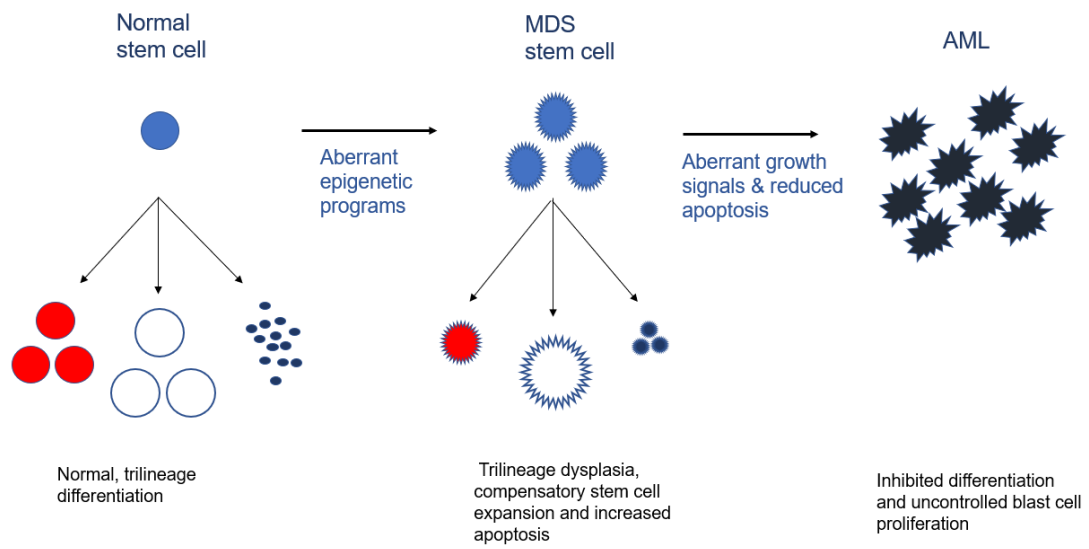 Normal
stem cell
MDS
stem cell
AML
Aberrant
epigenetic
programs
Aberrant growth
signals & reduced
apoptosis
Normal, trilineage
differentiation
Trilineage dysplasia,
compensatory stem cell
expansion and increased
apoptosis
Inhibited differentiation
and uncontrolled blast cell
proliferation